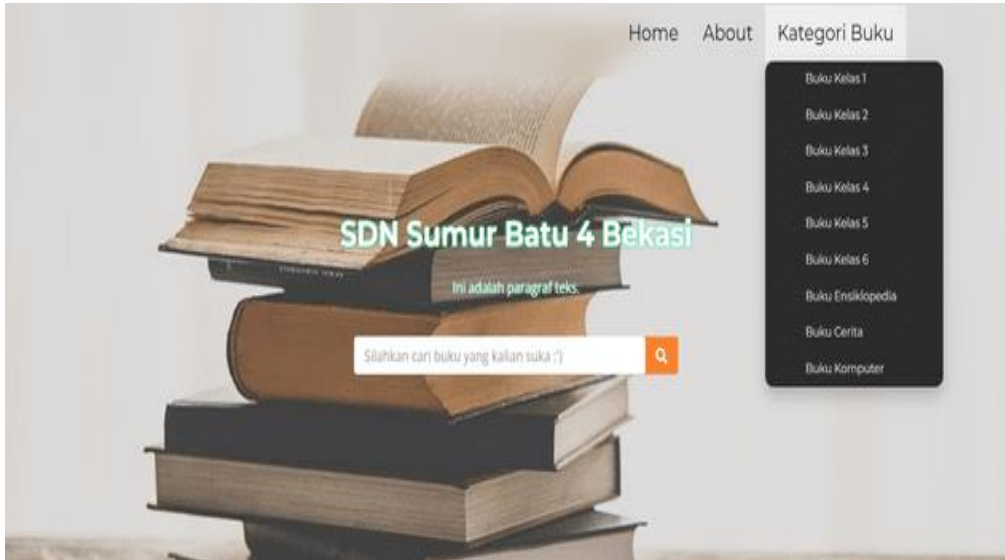 Home About Kategori Buku
Buku Kelas 1
Buku Kelas 2
Buku Kelas 3
Buku Kelas 4
Buku Kelas 5
Buku Kelas 6
Buku Ensiklopedia
Buku Cerita
Buku Komputer
SDN Sumur Batu 4 Bekasi
Ini adalah paragraf teks.
Silahkan cari buku yang kalian suka :')